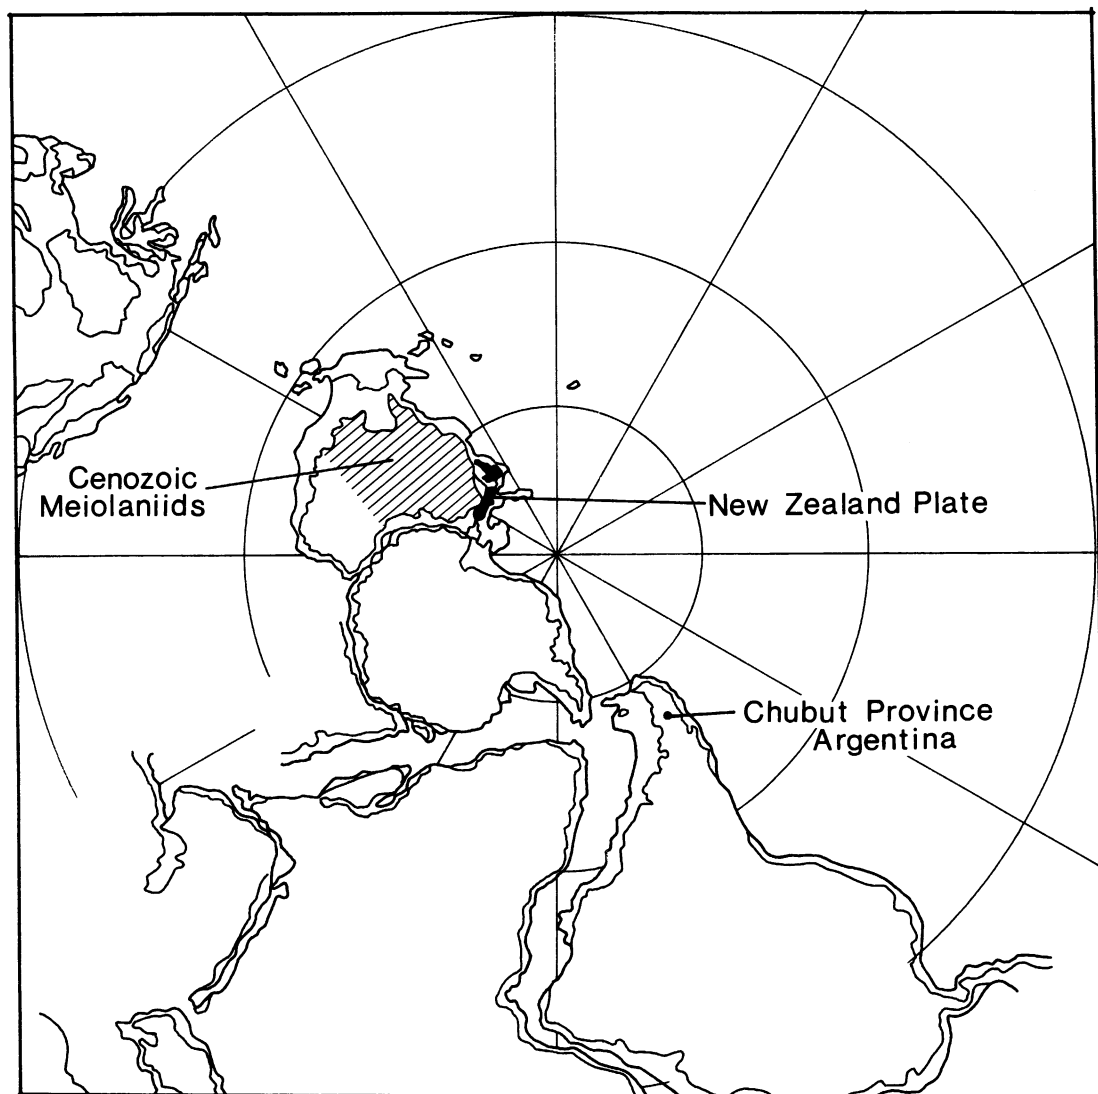 Cenozoic
Meiolaniids
New Zealand Plate
Chubut Province
Argentina